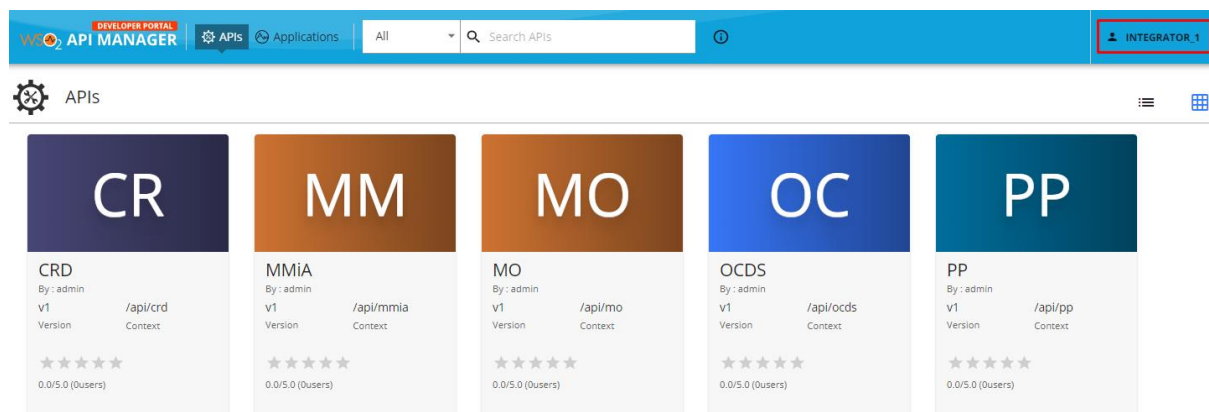 DEVELOPER PORTAL
WSO2 API MANAGER APIs Applications All Search APIs INTEGRATOR_1
APIs
CR MM MO OC PP
CRD MMiA MO OCDS PP
By : admin By : admin By : admin By : admin By : admin
v1 /api/crd v1 /api/mmia v1 /api/mo v1 /api/ocds v1 /api/pp
Version Context Version Context Version Context Version Context Version Context
0.0/5.0 (0users) 0.0/5.0 (0users) 0.0/5.0 (0users) 0.0/5.0 (0users) 0.0/5.0 (0users)